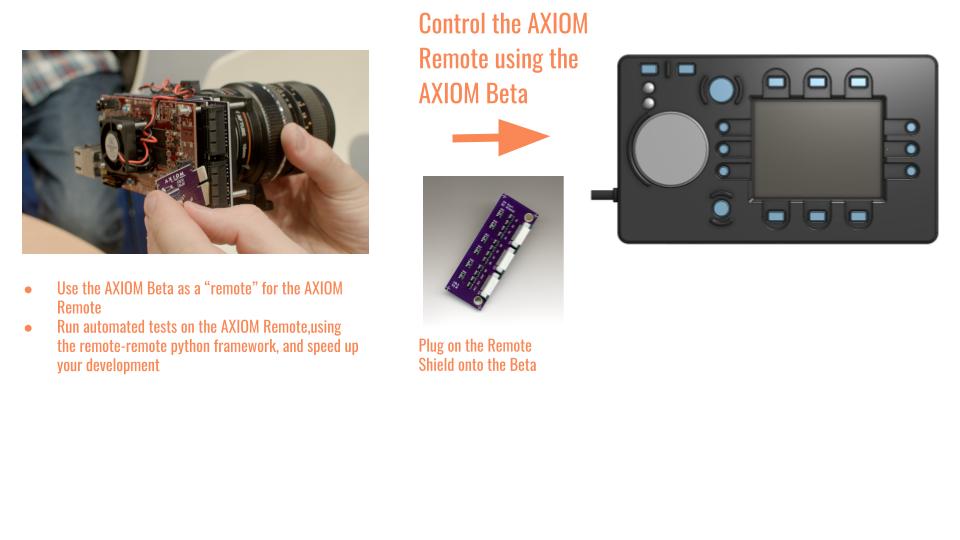 Control the AXIOM
Remote using the
AXIOM Beta
AXIOM
● Use the AXIOM Beta as a “remote” for the AXIOM
Remote
● Run automated tests on the AXIOM Remote,using
the remote-remote python framework, and speed up
your development
Plug on the Remote
Shield onto the Beta